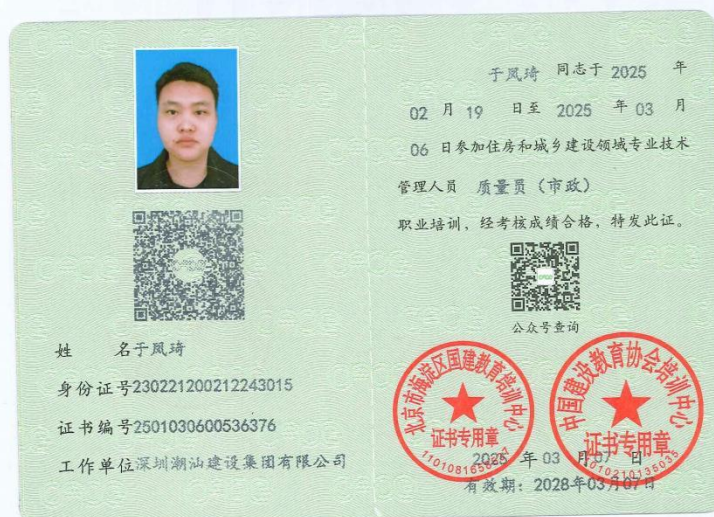 姓 名于凤琦
身份证号230221200212243015
证书编号2501030600536376
工作单位深圳潮汕建设集团有限公司
于凤琦 同志于 2025 年
02 月 19 日至 2025 年 03 月
06 日参加住房和城乡建设领域专业技术
管理人员 质量员（市政）
职业培训，经考核成绩合格，特发此证。
公众号查询
北京市海淀区国建教育培训中心
证书专用章
中国建设教育协会培训中心
证书专用章
2025 年 03 月 07 日
有效期：2028年03月07日